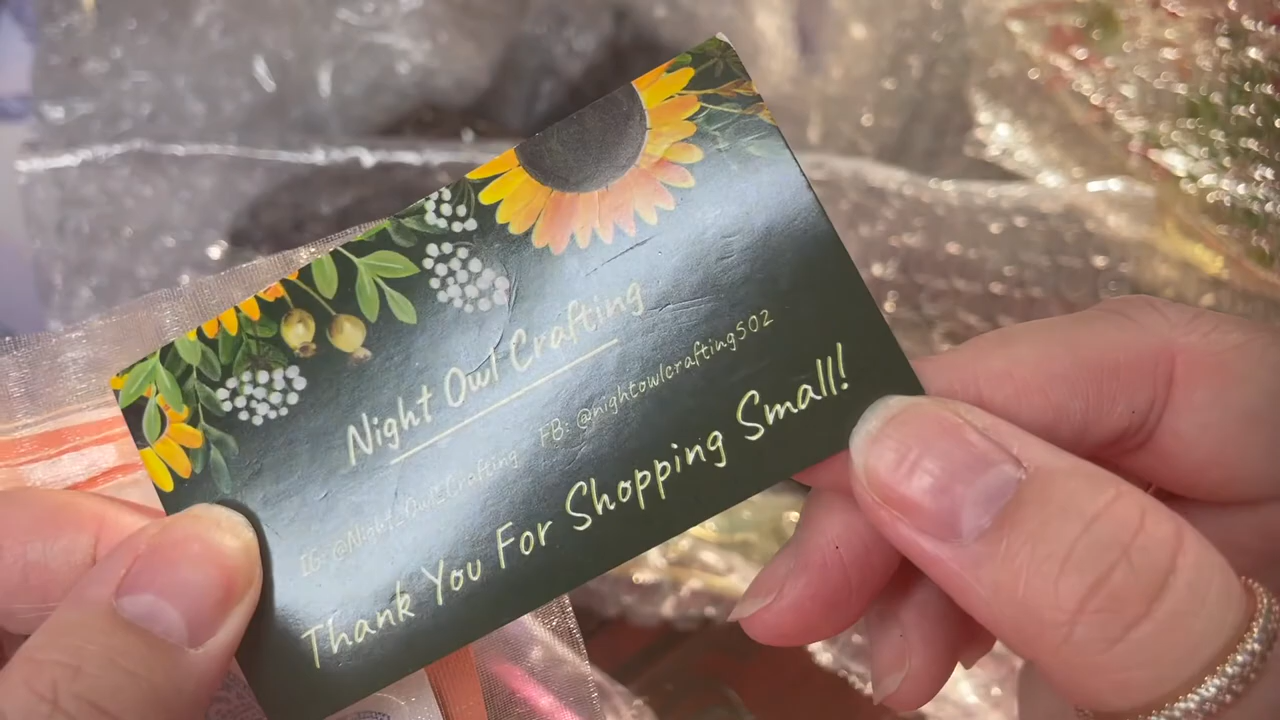 Night Owl Crafting
IG: @Night_Owl_Crafting FB: @nightowlcrafting502
Thank You For Shopping Small!